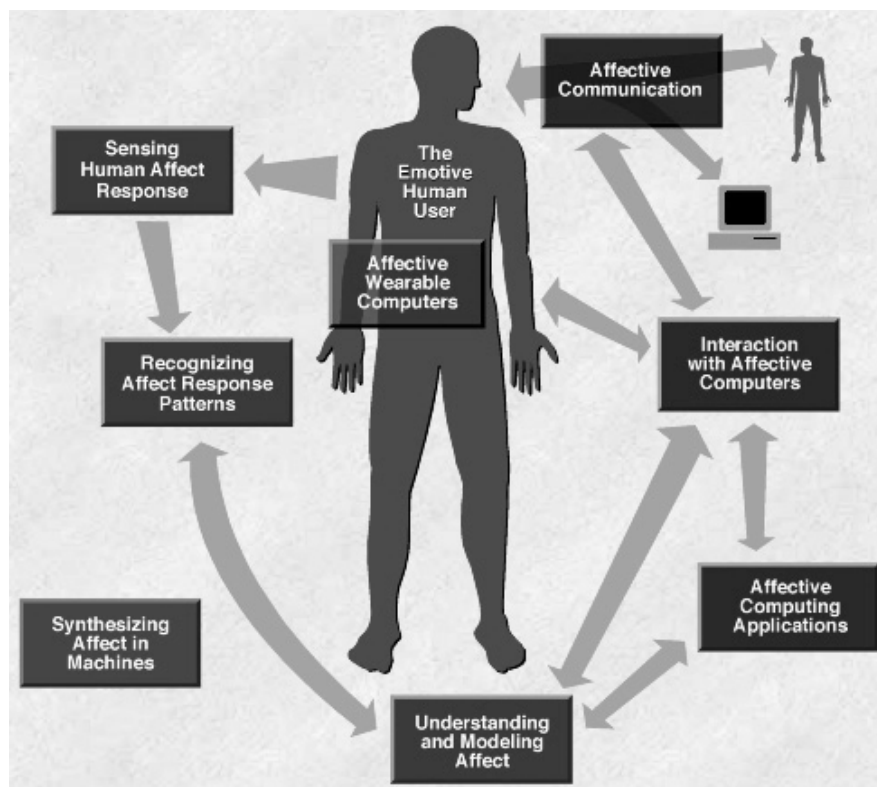 Affective
Communication
Sensing
Human Affect
Response
The
Emotive
Human
User
Affective
Wearable
Computers
Interaction
with Affective
Computers
Recognizing
Affect Response
Patterns
Affective
Computing
Applications
Synthesizing
Affect in
Machines
Understanding
and Modeling
Affect